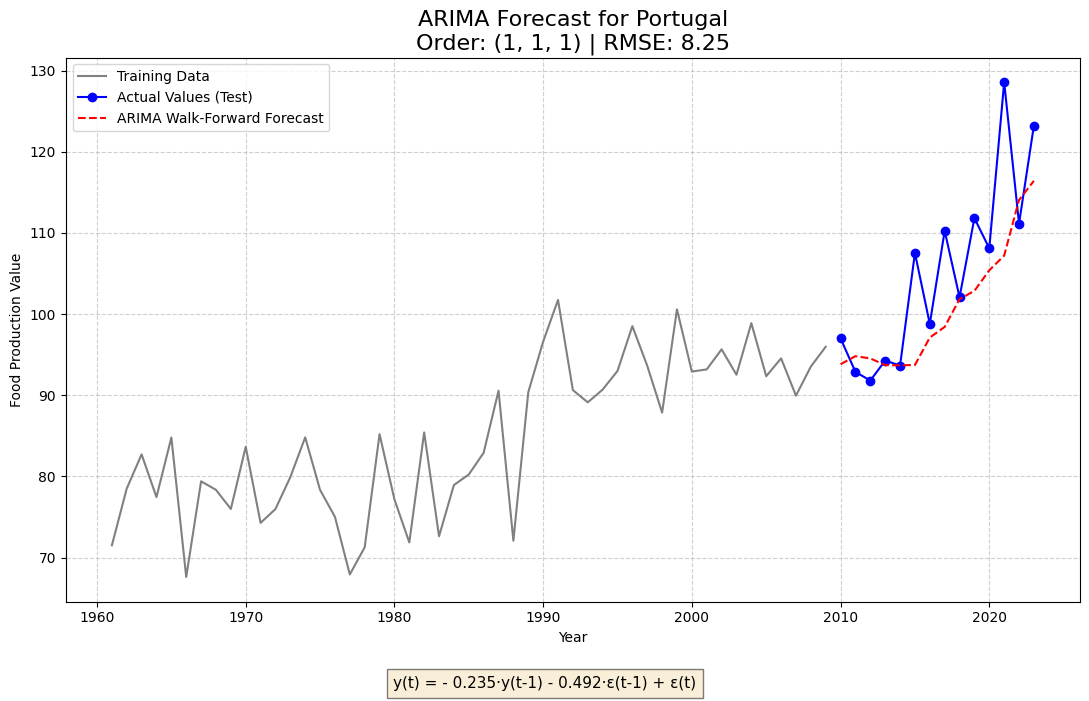 ARIMA Forecast for Portugal
Order: (1, 1, 1) | RMSE: 8.25
Training Data
Actual Values (Test)
ARIMA Walk-Forward Forecast
Food Production Value
130
120
110
100
90
80
70
1960
1970
1980
1990
2000
2010
2020
Year
y(t) = - 0.235·y(t-1) - 0.492·ε(t-1) + ε(t)